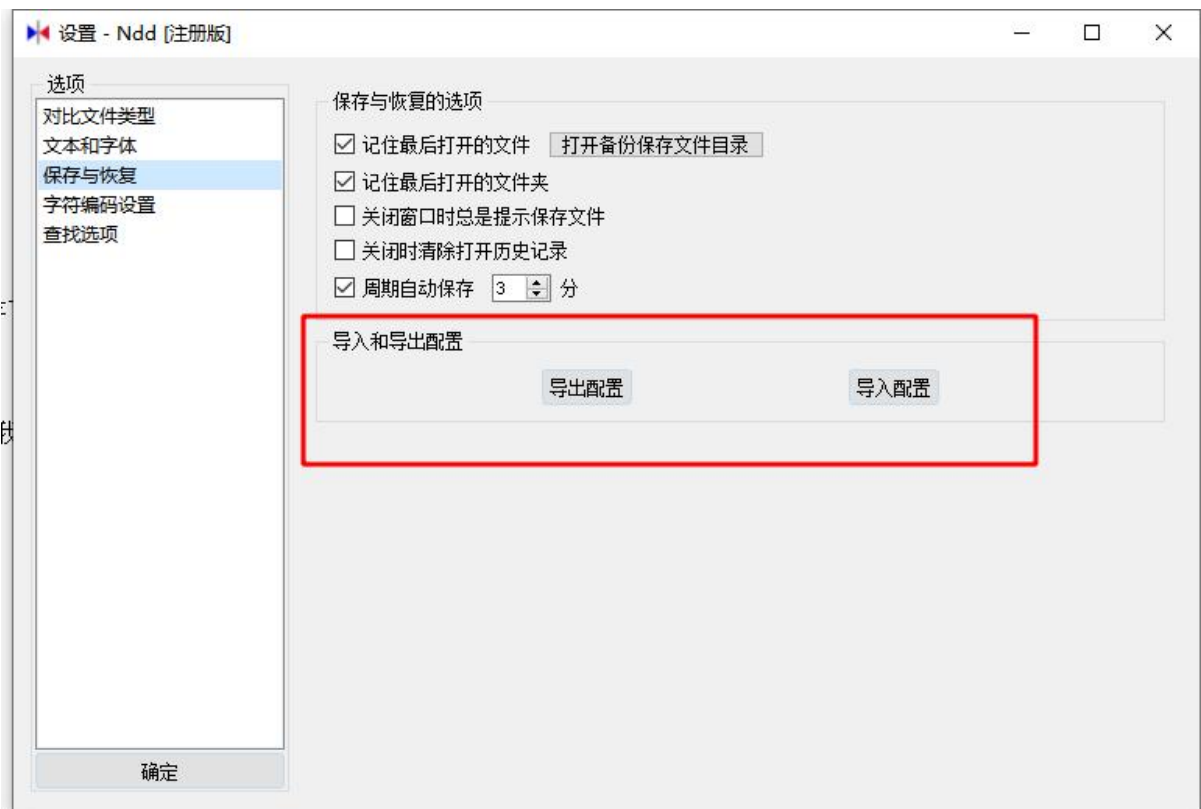 设置 - Ndd [注册版]
选项
对比文件类型
文本和字体
保存与恢复
字符编码设置
查找选项
确定
保存与恢复的选项
记住最后打开的文件 打开备份保存文件目录
记住最后打开的文件夹
关闭窗口时总是提示保存文件
关闭时清除打开历史记录
周期自动保存 3 分
导入和导出配置
导出配置 导入配置